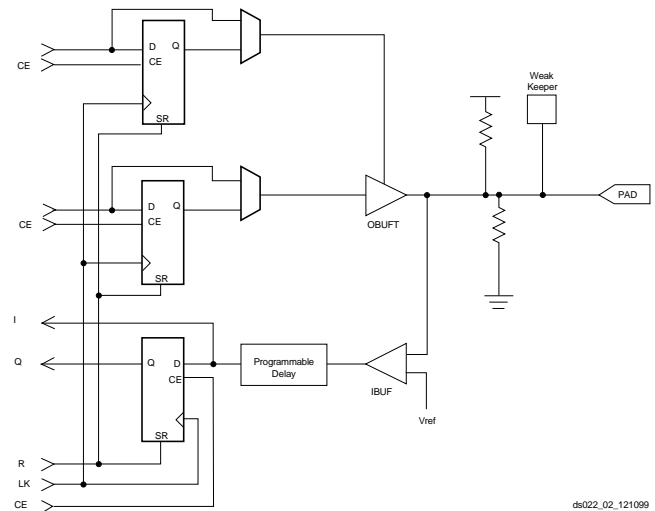 D Q
CE
CE
SR
Weak
Keeper
PAD
D Q
CE
CE
SR
OBUFT
I
Q
Q D
CE
SR
Programmable
Delay
IBUF
Vref
R
LK
CE
ds022_02_121099